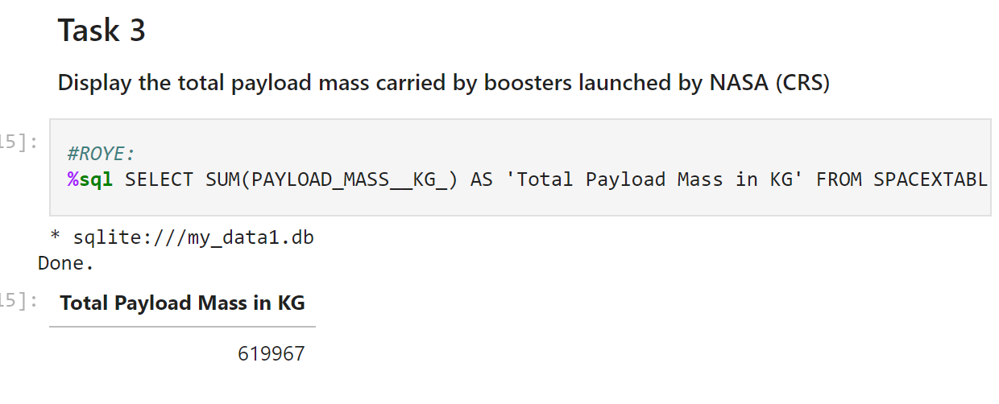 Task 3
Display the total payload mass carried by boosters launched by NASA (CRS)
15]:
#ROYE:
%sql SELECT SUM(PAYLOAD_MASS__KG_) AS 'Total Payload Mass in KG' FROM SPACEXTABL
* sqlite:///my_data1.db
Done.
15]:
Total Payload Mass in KG
619967